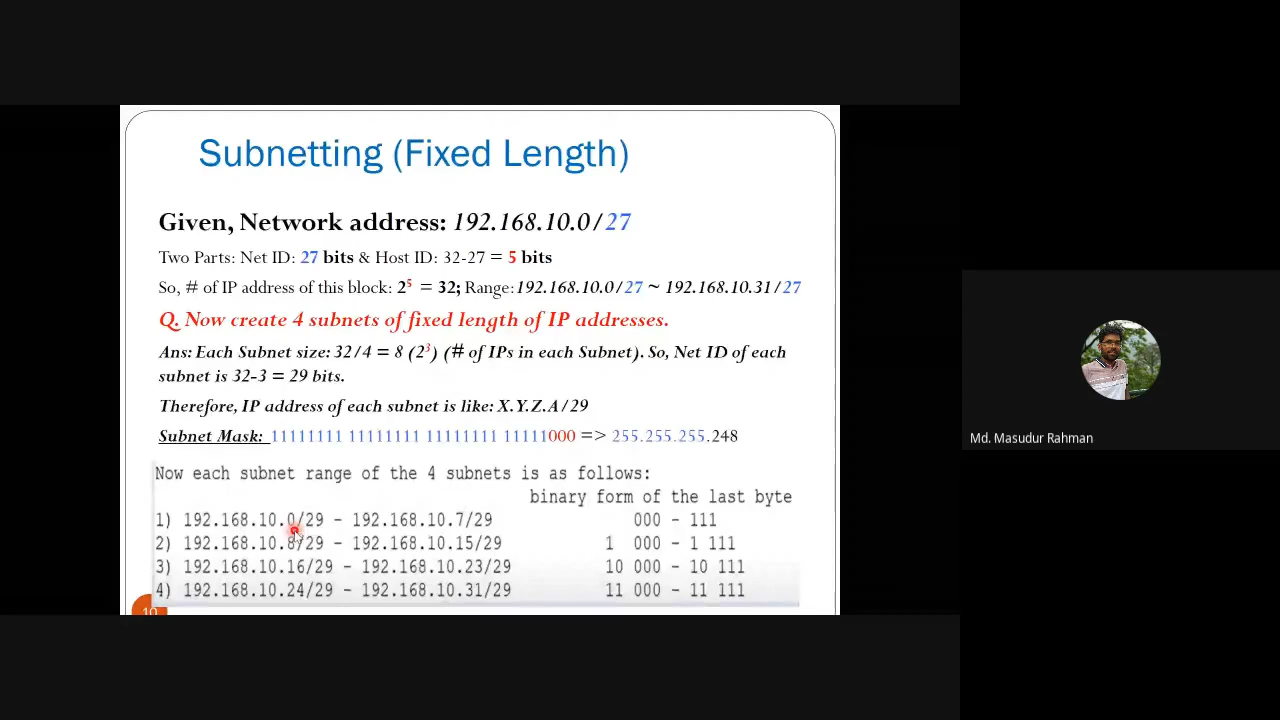 Subnetting (Fixed Length)
Given, Network address: 192.168.10.0/27
Two Parts: Net ID: 27 bits & Host ID: 32-27 = 5 bits
So, # of IP address of this block: 2⁵ = 32; Range: 192.168.10.0/27 ~ 192.168.10.31/27
Q. Now create 4 subnets of fixed length of IP addresses.
Ans: Each Subnet size: 32/4 = 8 (2³) (# of IPs in each Subnet). So, Net ID of each
subnet is 32-3 = 29 bits.
Therefore, IP address of each subnet is like: X.Y.Z.A/29
Subnet Mask: 11111111 11111111 11111111 11111000 => 255.255.255.248
Now each subnet range of the 4 subnets is as follows:
binary form of the last byte
1) 192.168.10.0/29 - 192.168.10.7/29 000 - 111
2) 192.168.10.8/29 - 192.168.10.15/29 1 000 - 1 111
3) 192.168.10.16/29 - 192.168.10.23/29 10 000 - 10 111
4) 192.168.10.24/29 - 192.168.10.31/29 11 000 - 11 111
10
Md. Masudur Rahman